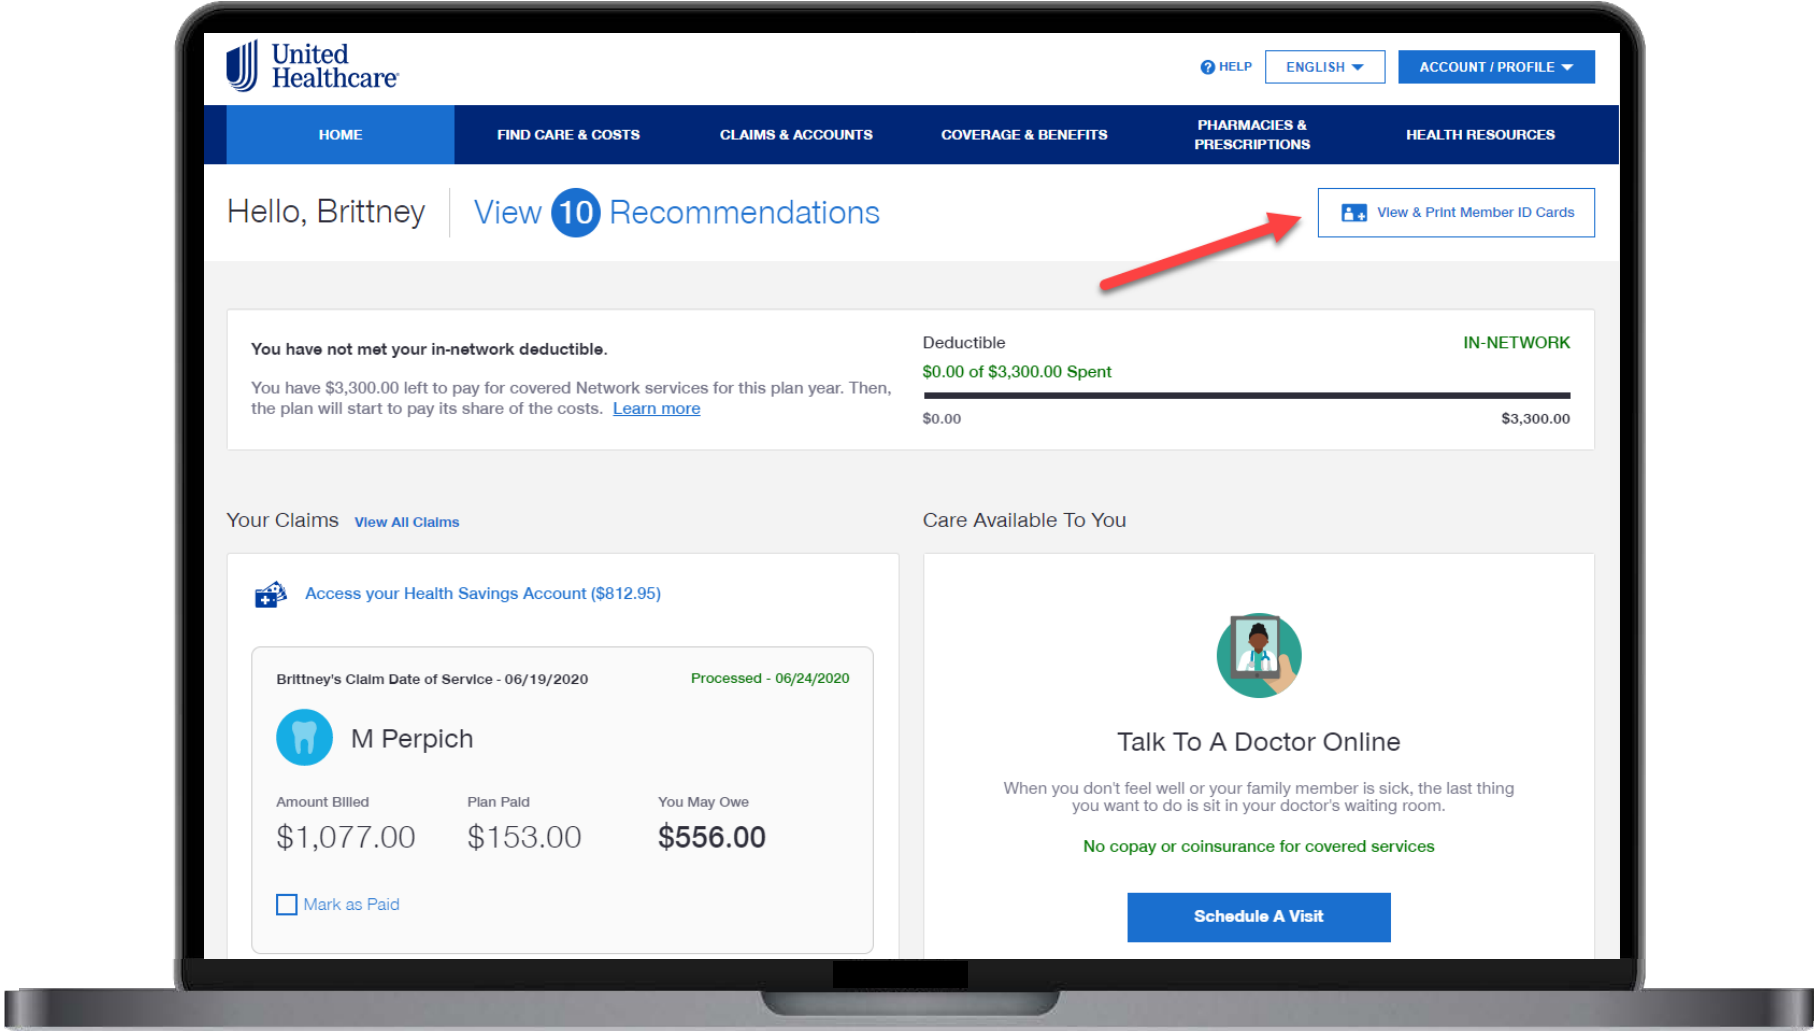 United
Healthcare
HELP
ENGLISH
ACCOUNT / PROFILE
HOME
FIND CARE & COSTS
CLAIMS & ACCOUNTS
COVERAGE & BENEFITS
PHARMACIES &
PRESCRIPTIONS
HEALTH RESOURCES
Hello, Brittney
View 10 Recommendations
View & Print Member ID Cards
You have not met your in-network deductible.
You have $3,300.00 left to pay for covered Network services for this plan year. Then,
the plan will start to pay its share of the costs. Learn more
Deductible
IN-NETWORK
$0.00 of $3,300.00 Spent
$0.00
$3,300.00
Your Claims View All Claims
Access your Health Savings Account ($812.95)
Brittney's Claim Date of Service - 06/19/2020
Processed - 06/24/2020
M Perpich
Amount Billed
Plan Paid
You May Owe
$1,077.00
$153.00
$556.00
Mark as Paid
Care Available To You
Talk To A Doctor Online
When you don't feel well or your family member is sick, the last thing
you want to do is sit in your doctor's waiting room.
No copay or coinsurance for covered services
Schedule A Visit